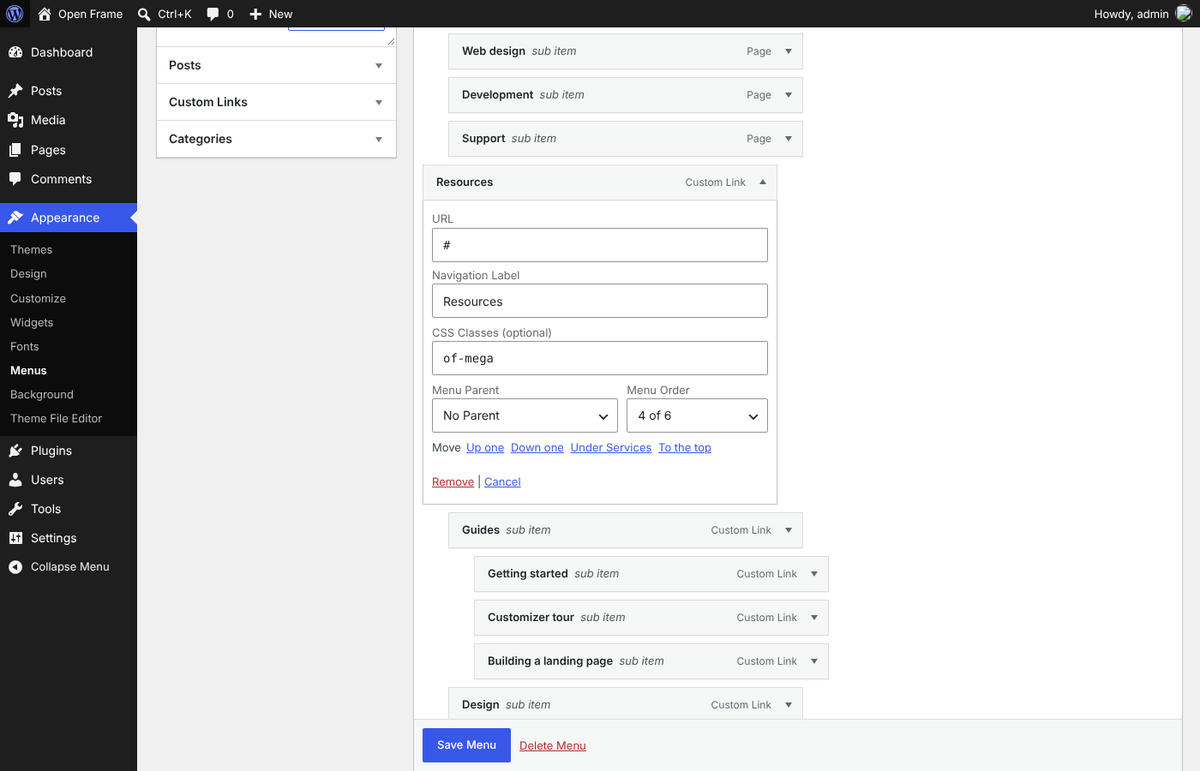 Open Frame Ctrl+K 0 New Howdy, admin
Dashboard
Posts
Media
Pages
Comments
Appearance
Themes
Design
Customize
Widgets
Fonts
Menus
Background
Theme File Editor
Plugins
Users
Tools
Settings
Collapse Menu
Posts
Custom Links
Categories
Web design sub item Page
Development sub item Page
Support sub item Page
Resources Custom Link
URL
#
Navigation Label
Resources
CSS Classes (optional)
of-mega
Menu Parent Menu Order
No Parent 4 of 6
Move Up one Down one Under Services To the top
Remove | Cancel
Guides sub item Custom Link
Getting started sub item Custom Link
Customizer tour sub item Custom Link
Building a landing page sub item Custom Link
Design sub item Custom Link
Save Menu Delete Menu